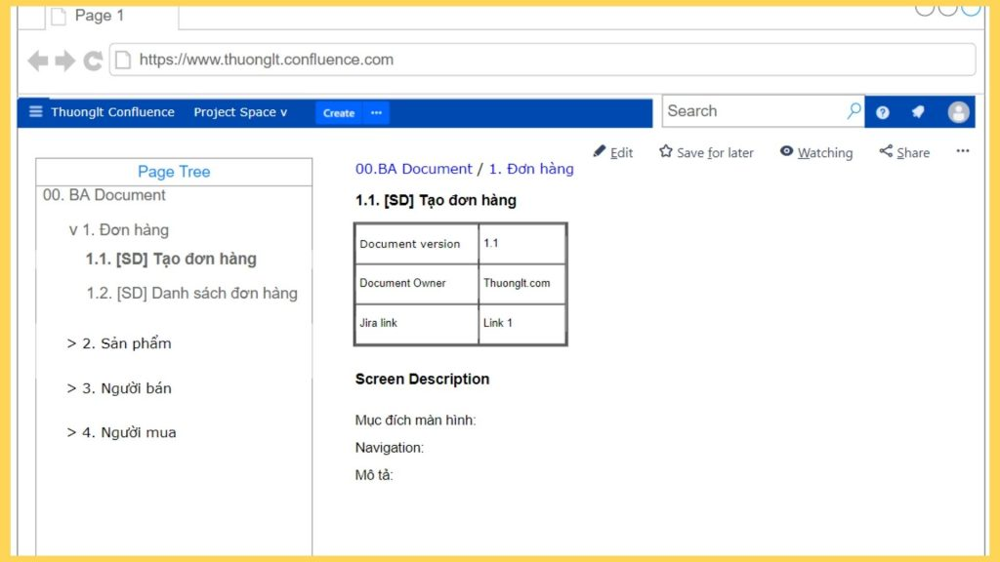 Page 1
https://www.thuonglt.confluence.com
Thuonglt Confluence Project Space v Create ... Search
Edit Save for later Watching Share ...
Page Tree
00. BA Document
v 1. Đơn hàng
1.1. [SD] Tạo đơn hàng
1.2. [SD] Danh sách đơn hàng
> 2. Sản phẩm
> 3. Người bán
> 4. Người mua
00.BA Document / 1. Đơn hàng
1.1. [SD] Tạo đơn hàng
Document version 1.1
Document Owner Thuonglt.com
Jira link Link 1
Screen Description
Mục đích màn hình:
Navigation:
Mô tả: